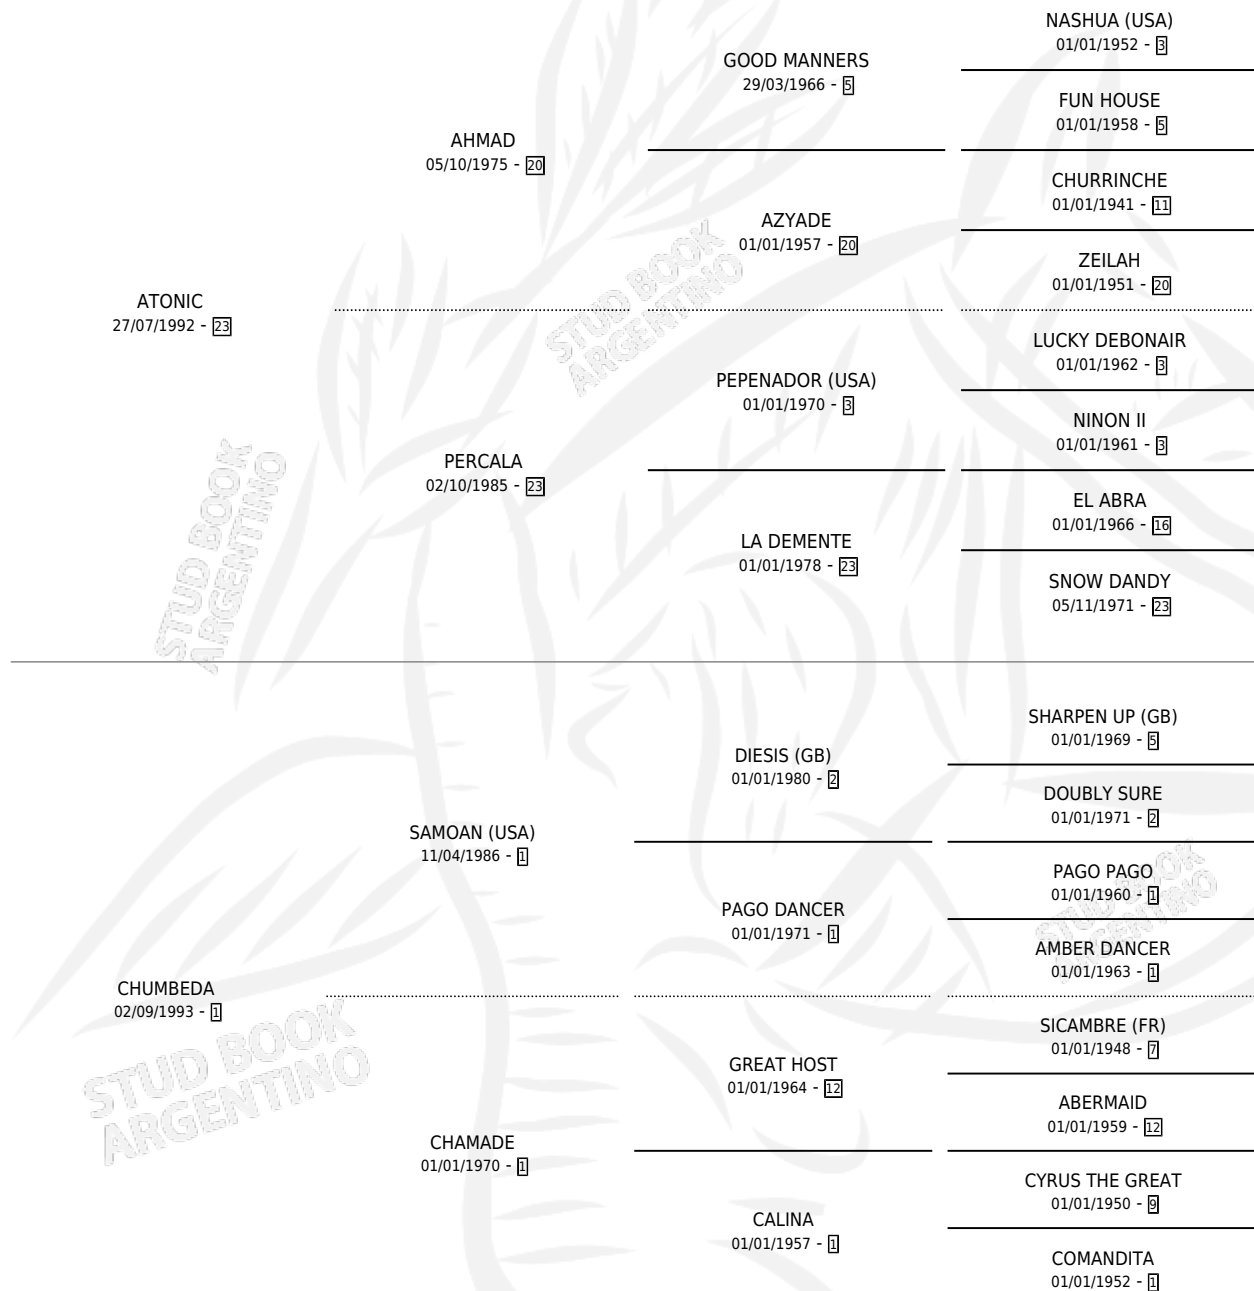 NASHUA (USA)
01/01/1952 - 3
GOOD MANNERS
29/03/1966 - 5
FUN HOUSE
01/01/1958 - 5
AHMAD
05/10/1975 - 20
CHURRINCHE
01/01/1941 - 11
AZYADE
01/01/1957 - 20
ZEILAH
01/01/1951 - 20
ATONIC
27/07/1992 - 23
LUCKY DEBONAIR
01/01/1962 - 3
PEPENADOR (USA)
01/01/1970 - 3
NINON II
01/01/1961 - 3
PERCALA
02/10/1985 - 23
EL ABRA
01/01/1966 - 16
LA DEMENTE
01/01/1978 - 23
SNOW DANDY
05/11/1971 - 23
SHARPEN UP (GB)
01/01/1969 - 5
DIESIS (GB)
01/01/1980 - 2
DOUBLY SURE
01/01/1971 - 2
SAMOAN (USA)
11/04/1986 - 1
PAGO PAGO
01/01/1960 - 1
PAGO DANCER
01/01/1971 - 1
AMBER DANCER
01/01/1963 - 1
CHUMBEDA
02/09/1993 - 1
SICAMBRE (FR)
01/01/1948 - 7
GREAT HOST
01/01/1964 - 12
ABERMAID
01/01/1959 - 12
CHAMADE
01/01/1970 - 1
CYRUS THE GREAT
01/01/1950 - 9
CALINA
01/01/1957 - 1
COMANDITA
01/01/1952 - 1
STUD BOOK
ARGENTINO
STUD BOOK
ARGENTINO
STUD BOOK
ARGENTINO
STUD BOOK
ARGENTINO